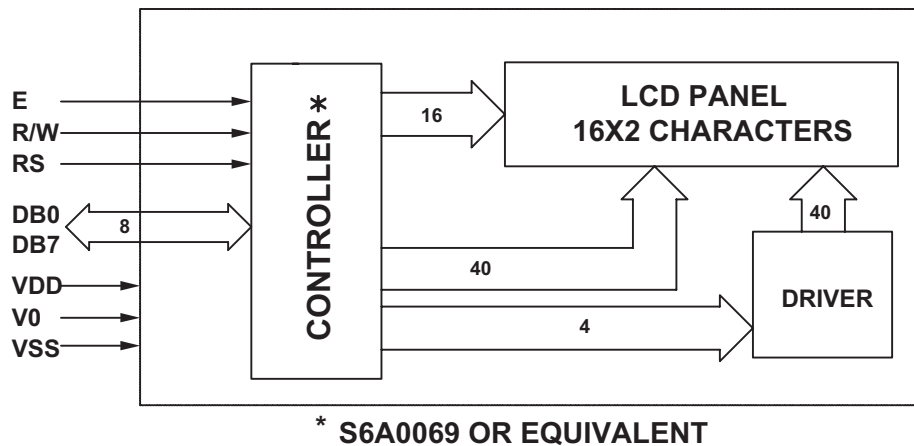 E
R/W
RS
DB0
DB7
VDD
V0
VSS
8
CONTROLLER *
16
40
4
LCD PANEL
16X2 CHARACTERS
40
DRIVER
* S6A0069 OR EQUIVALENT